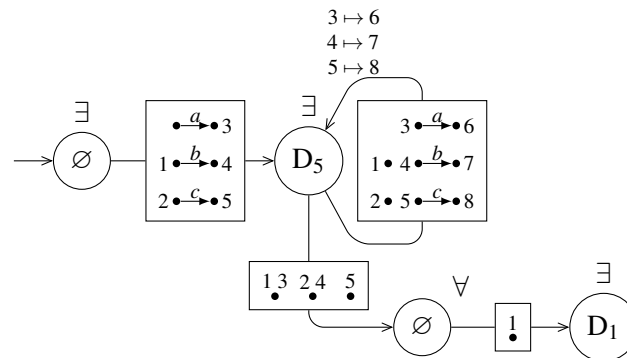 3 ↦ 6
4 ↦ 7
5 ↦ 8
∃
∅
a 3
1 b 4
2 c 5
∃
D5
3 a 6
1 4 b 7
2 5 c 8
1 3 2 4 5
∅
∀
1
∃
D1